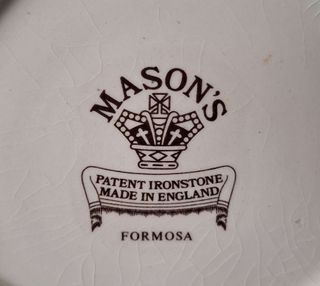 MASON'S
PATENT IRONSTONE
MADE IN ENGLAND
FORMOSA